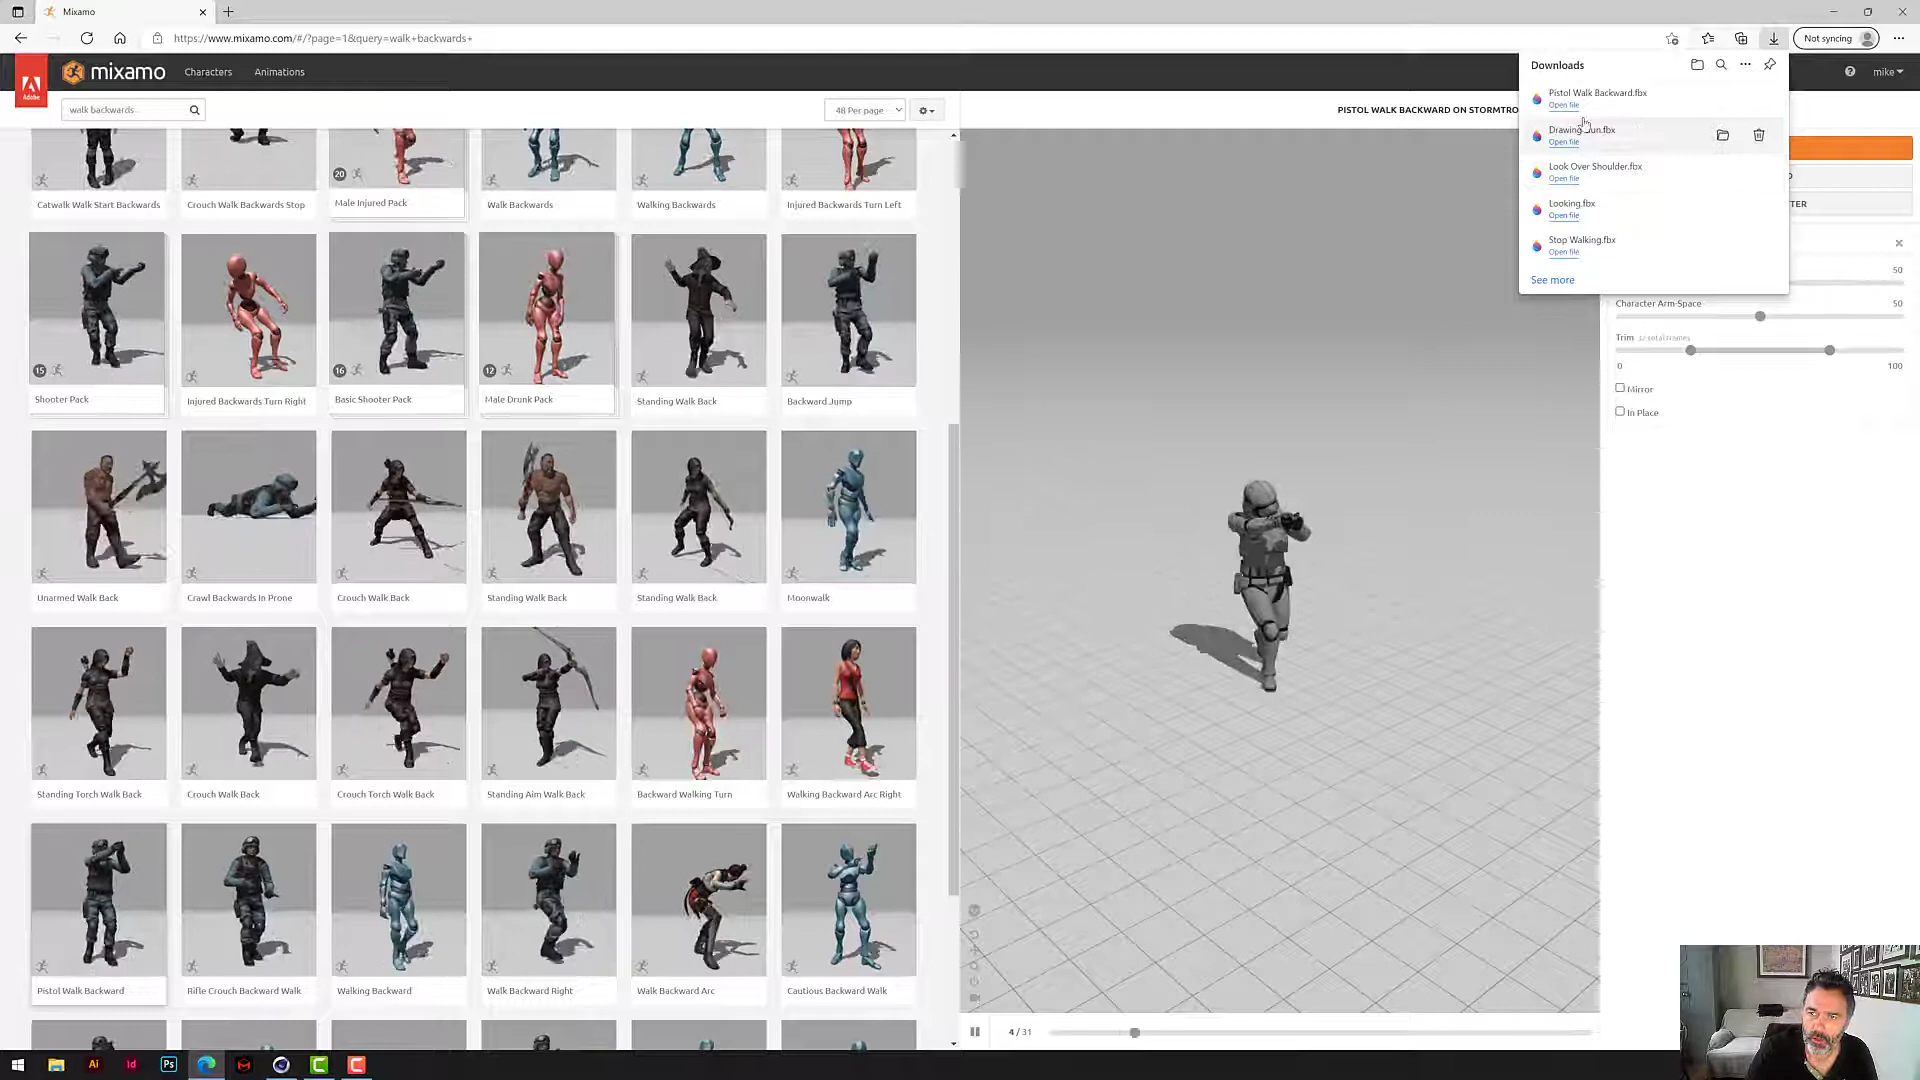 Mixamo
https://www.mixamo.com/#/?page=1&query=walk+backwards+
Not syncing
Adobe
mixamo
Characters
Animations
mike
walk backwards
48 Per page
PISTOL WALK BACKWARD ON STORMTRO
Downloads
Pistol Walk Backward.fbx
Open file
Open file
Look Over Shoulder.fbx
Open file
Looking.fbx
Open file
Stop Walking.fbx
Open file
See more
TER
50
Character Arm-Space
50
Trim
0
100
Mirror
In Place
20
Catwalk Walk Start Backwards
Crouch Walk Backwards Stop
Male Injured Pack
Walk Backwards
Walking Backwards
Injured Backwards Turn Left
15
16
12
Shooter Pack
Injured Backwards Turn Right
Basic Shooter Pack
Male Drunk Pack
Standing Walk Back
Backward Jump
Unarmed Walk Back
Crawl Backwards In Prone
Crouch Walk Back
Standing Walk Back
Standing Walk Back
Moonwalk
Standing Torch Walk Back
Crouch Walk Back
Crouch Torch Walk Back
Standing Aim Walk Back
Backward Walking Turn
Walking Backward Arc Right
Pistol Walk Backward
Rifle Crouch Backward Walk
Walking Backward
Walk Backward Right
Walk Backward Arc
Cautious Backward Walk
4 / 31
Ai
Id
Ps